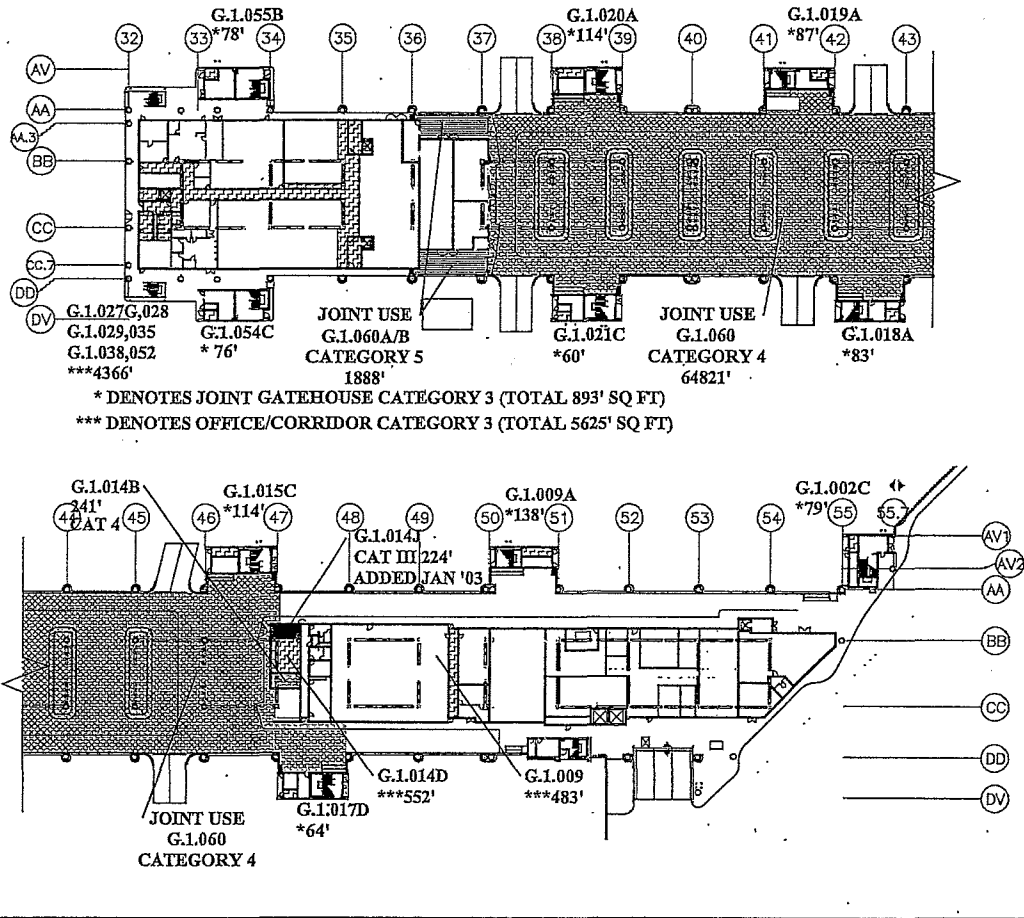 G.1.055B
*78'
G.1.020A
*114'
G.1.019A
*87'
32
33
34
35
36
37
38
39
40
41
42
43
AV
AA
AA.3
BB
CC
CC.7
DD
DV
G.1.027G,028
G.1.029,035
G.1.038,052
***4366'
G.1.054C
* 76'
JOINT USE
G.1.060A/B
CATEGORY 5
1888'
G.1.021C
*60'
JOINT USE
G.1.060
CATEGORY 4
64821'
G.1.018A
*83'
* DENOTES JOINT GATEHOUSE CATEGORY 3 (TOTAL 893' SQ FT)
*** DENOTES OFFICE/CORRIDOR CATEGORY 3 (TOTAL 5625' SQ FT)
G.1.014B
241'
CAT 4
G.1.015C
*114'
G.1.009A
*138'
G.1.002C
*79'
44
45
46
47
48
49
50
51
52
53
54
55
55.7
G.1.014J
CAT III 224'
ADDED JAN '03
AV1
AV2
AA
BB
CC
DD
DV
G.1.014D
***552'
G.1.009
***483'
G.1.017D
*64'
JOINT USE
G.1.060
CATEGORY 4